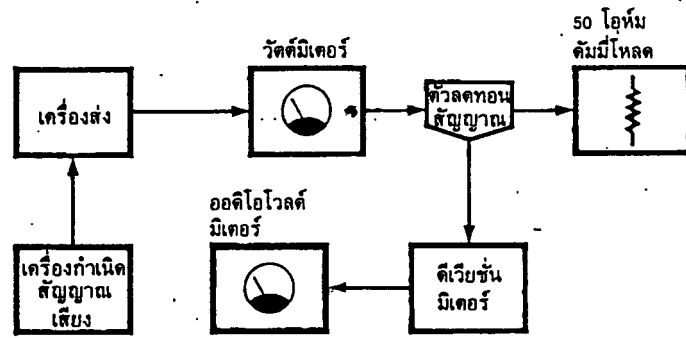 50 โอห์ม
ดัมมี่โหลด
วัตต์มิเตอร์
เครื่องส่ง
ตัวลดทอน
สัญญาณ
ออดิโอโวลต์
มิเตอร์
เครื่องกำเนิด
สัญญาณ
เสียง
ดีเวียชั่น
มิเตอร์